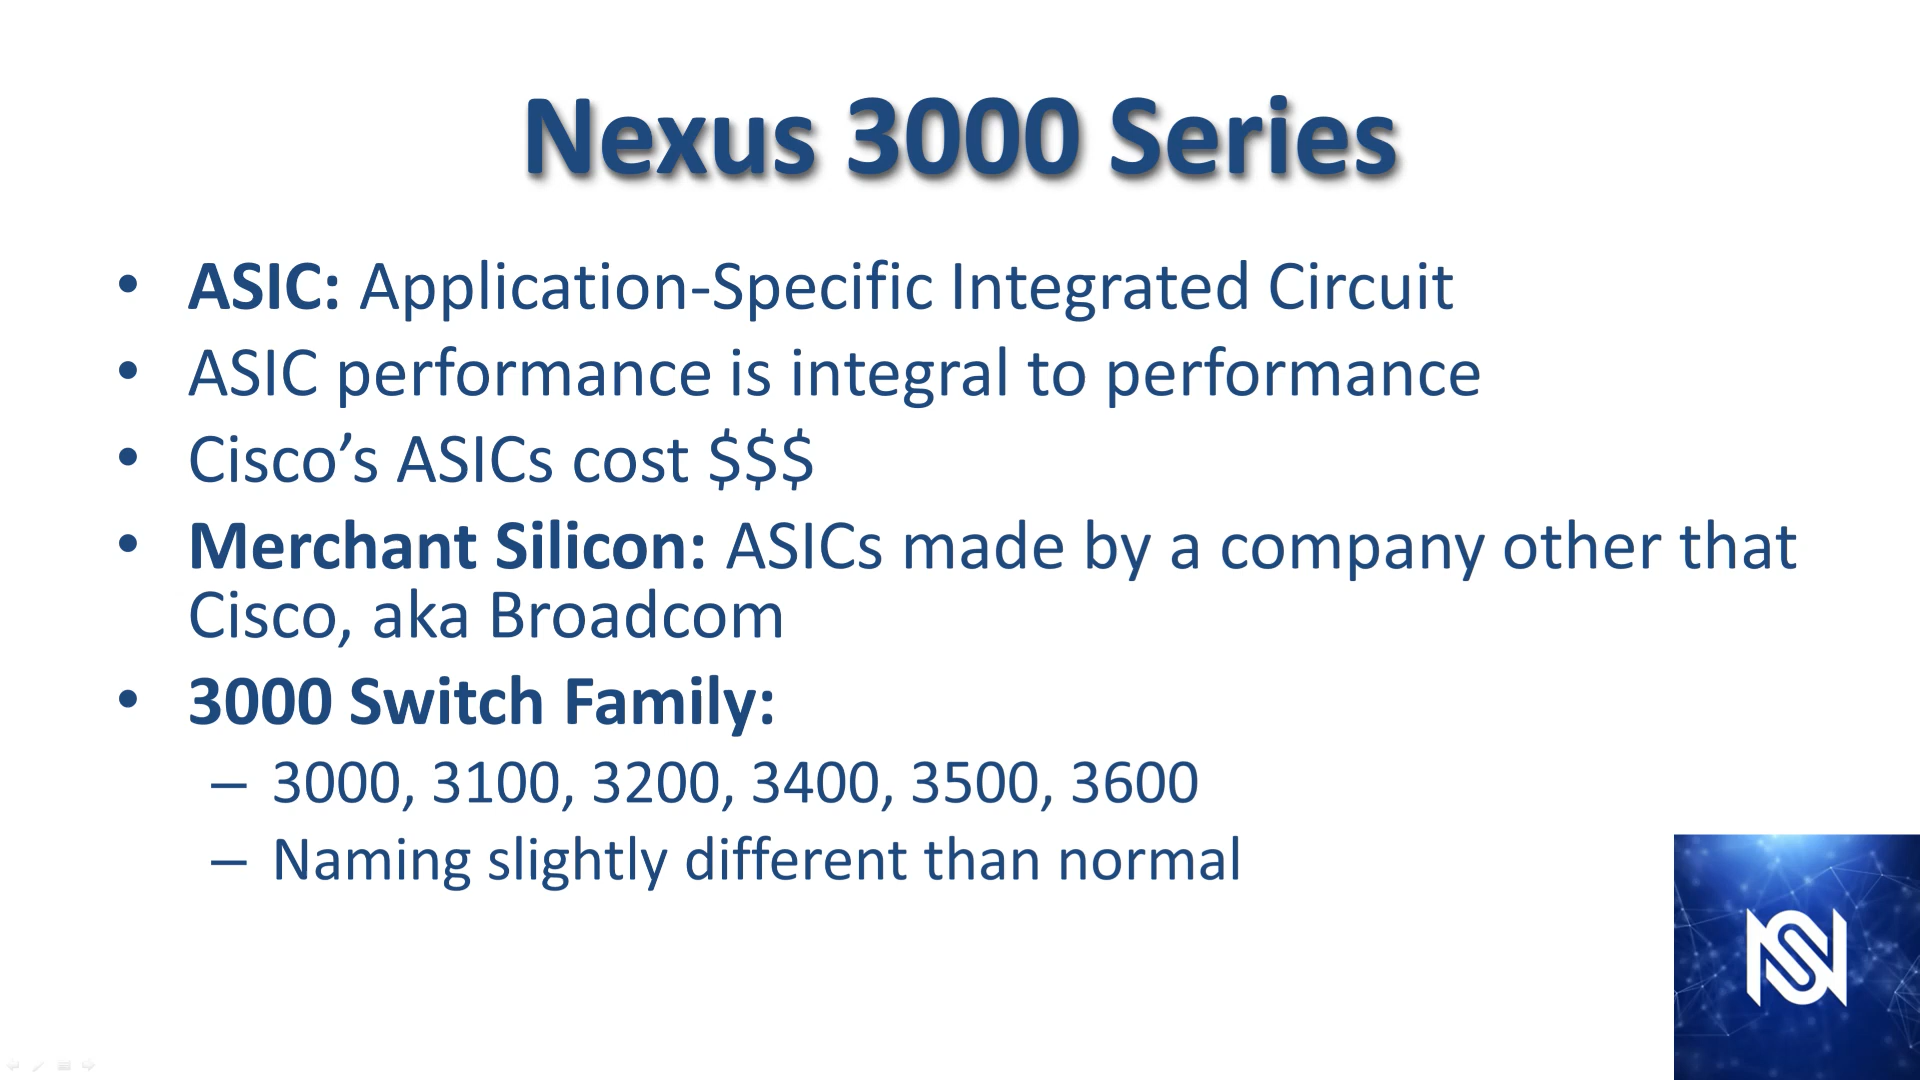 Nexus 3000 Series
• ASIC: Application-Specific Integrated Circuit
• ASIC performance is integral to performance
• Cisco’s ASICs cost $$$
• Merchant Silicon: ASICs made by a company other that
Cisco, aka Broadcom
• 3000 Switch Family:
– 3000, 3100, 3200, 3400, 3500, 3600
– Naming slightly different than normal